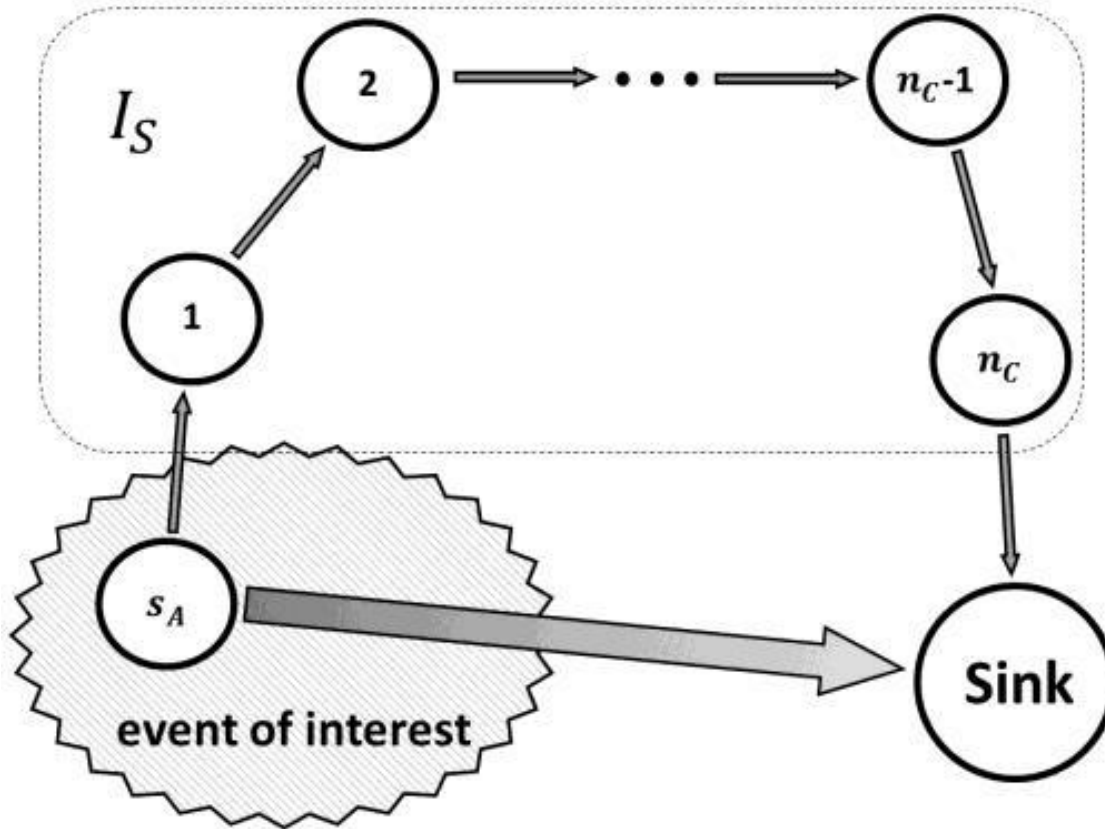 2
n_C-1
I_S
1
n_C
s_A
Sink
event of interest